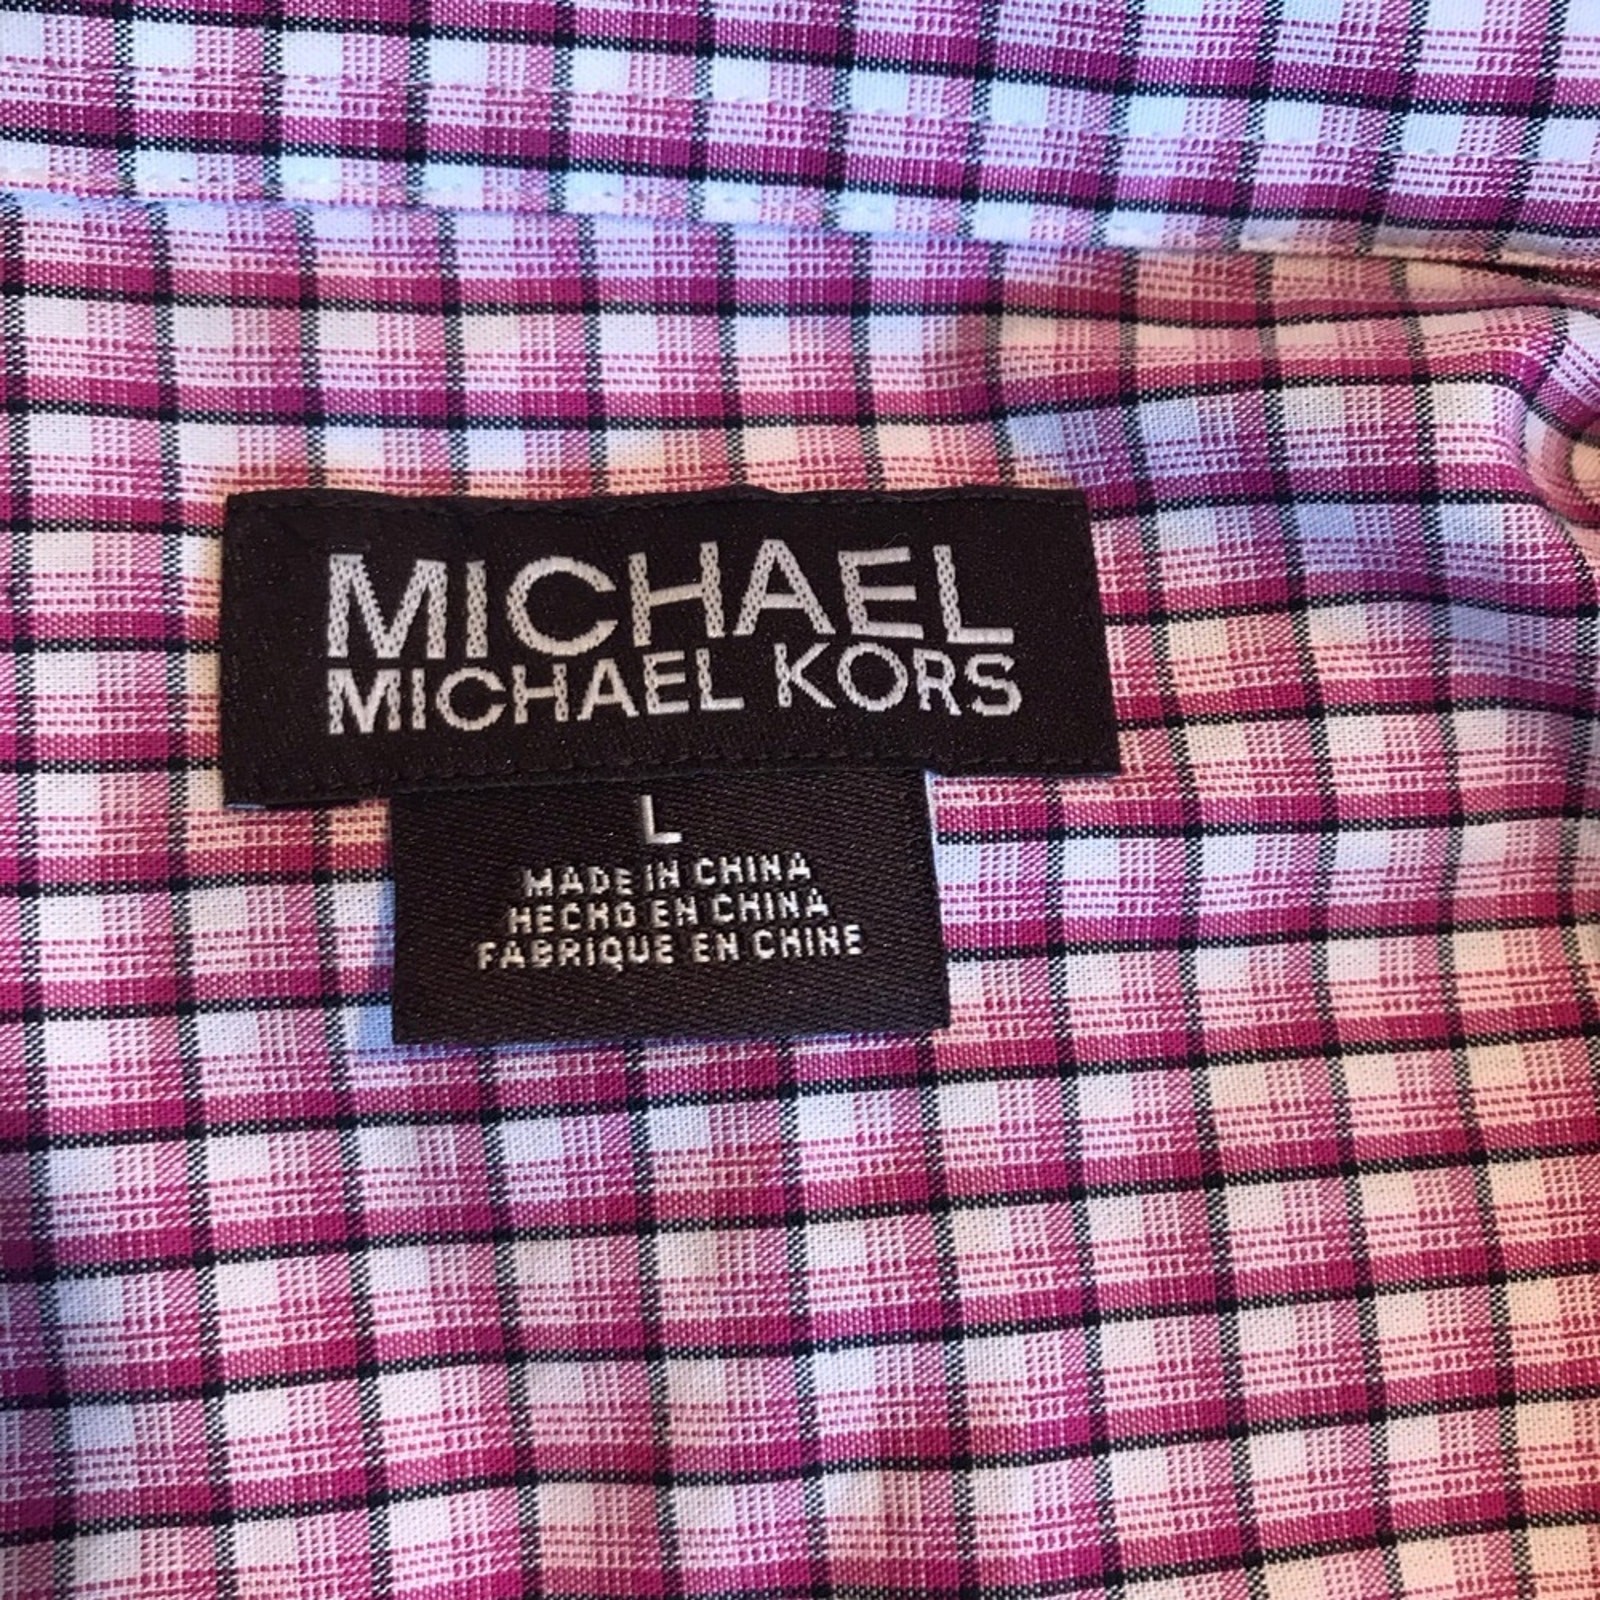 MICHAEL
MICHAEL KORS
L
MADE IN CHINA
HECHO EN CHINA
FABRIQUE EN CHINE